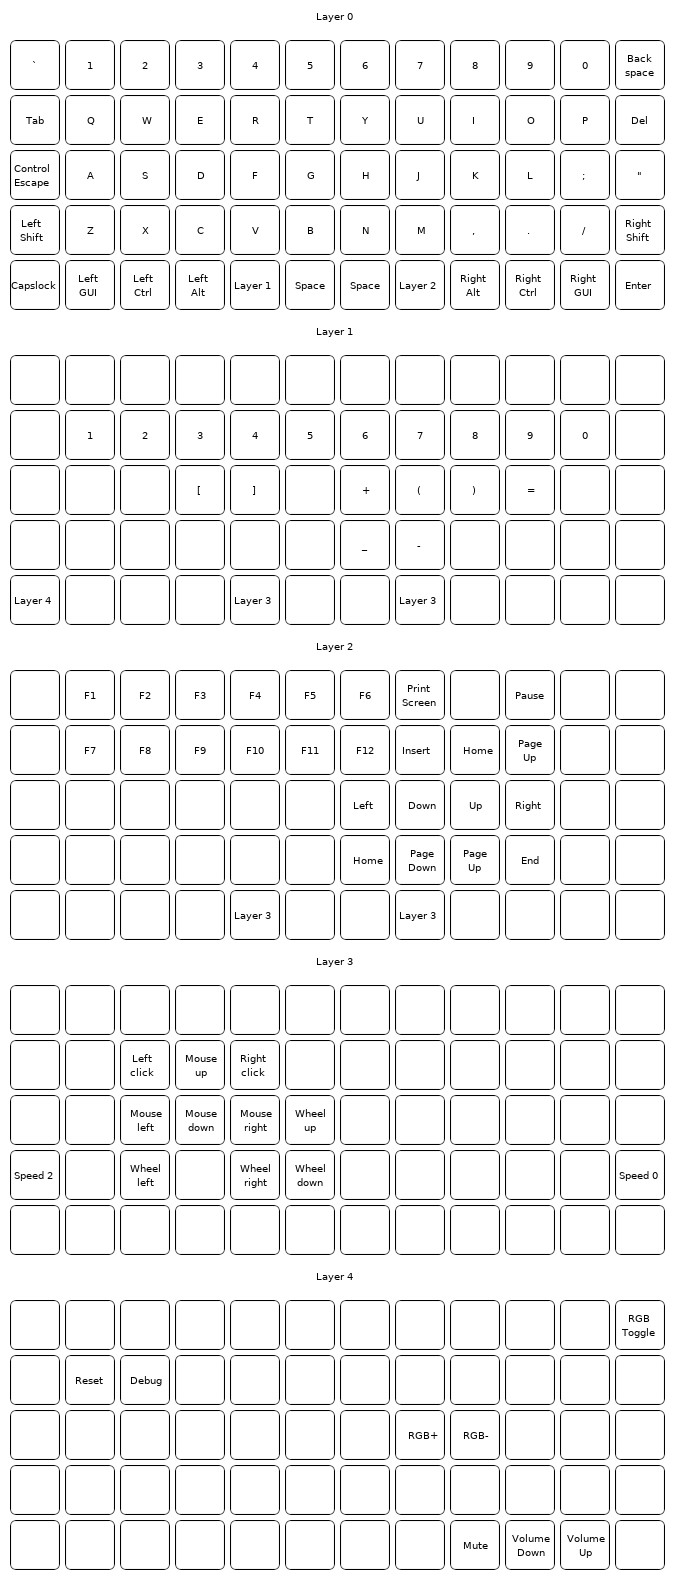 Layer 0
` 1 2 3 4 5 6 7 8 9 0 Back space
Tab Q W E R T Y U I O P Del
Control Escape A S D F G H J K L ; "
Left Shift Z X C V B N M , . / Right Shift
Capslock Left GUI Left Ctrl Left Alt Layer 1 Space Space Layer 2 Right Alt Right Ctrl Right GUI Enter
Layer 1
1 2 3 4 5 6 7 8 9 0
[ ] + ( ) =
_ -
Layer 4 Layer 3 Layer 3
Layer 2
F1 F2 F3 F4 F5 F6 Print Screen Pause
F7 F8 F9 F10 F11 F12 Insert Home Page Up
Left Down Up Right
Home Page Down Page Up End
Layer 3 Layer 3
Layer 3
Left click Mouse up Right click
Mouse left Mouse down Mouse right Wheel up
Speed 2 Wheel left Wheel right Wheel down Speed 0
Layer 4
RGB Toggle
Reset Debug
RGB+ RGB-
Mute Volume Down Volume Up